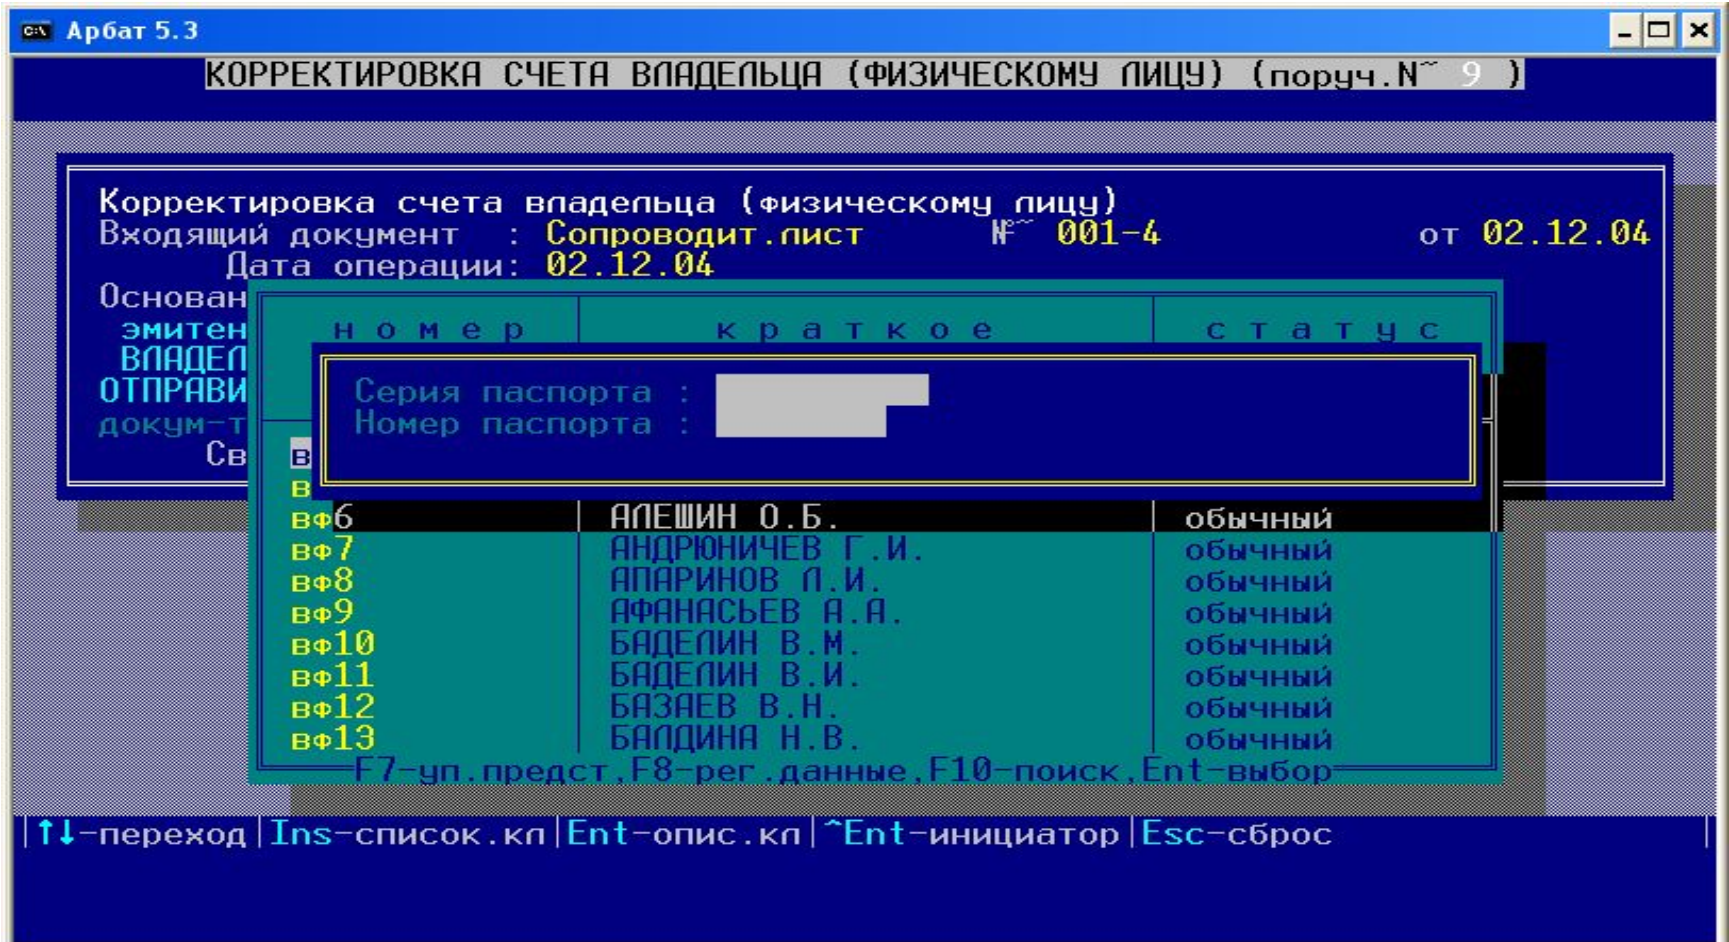 Арбат 5.3
КОРРЕКТИРОВКА СЧЕТА ВЛАДЕЛЬЦА (ФИЗИЧЕСКОМУ ЛИЦУ) (поруч.N~ 9 )
Корректировка счета владельца (физическому лицу)
Входящий документ : Сопроводит.лист №~ 001-4 от 02.12.04
Дата операции: 02.12.04
Основан
эмитен номер краткое статус
ВЛАДЕЛ
ОТПРАВИ Серия паспорта :
докум-т Номер паспорта :
Св в
в
вф6 АЛЕШИН О.Б. обычный
вф7 АНДРЮНИЧЕВ Г.И. обычный
вф8 АПАРИНОВ Л.И. обычный
вф9 АФАНАСЬЕВ А.А. обычный
вф10 БАДЕЛИН В.М. обычный
вф11 БАДЕЛИН В.И. обычный
вф12 БАЗАЕВ В.Н. обычный
вф13 БАЛДИНА Н.В. обычный
F7-уп.предст,F8-рег.данные,F10-поиск,Ent-выбор
|↑↓-переход|Ins-список.кл|Ent-опис.кл|^Ent-инициатор|Esc-сброс |